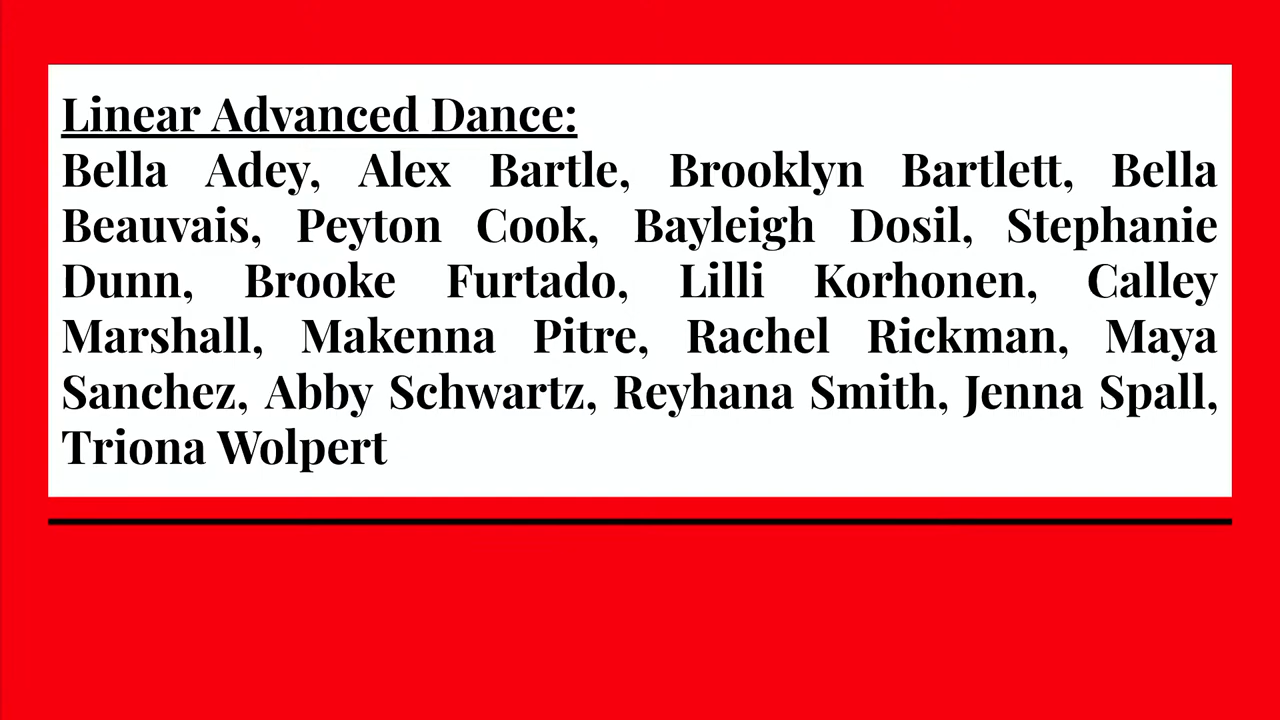 Linear Advanced Dance:
Bella Adey, Alex Bartle, Brooklyn Bartlett, Bella
Beauvais, Peyton Cook, Bayleigh Dosil, Stephanie
Dunn, Brooke Furtado, Lilli Korhonen, Calley
Marshall, Makenna Pitre, Rachel Rickman, Maya
Sanchez, Abby Schwartz, Reyhana Smith, Jenna Spall,
Triona Wolpert